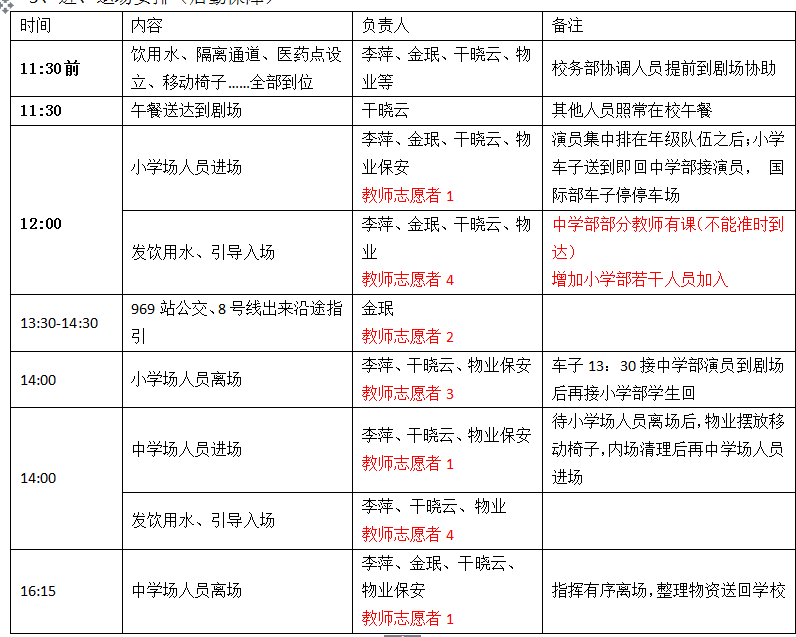 5、进、退场安排（后勤保障）
时间 内容 负责人 备注
11:30前
饮用水、隔离通道、医药点设
立、移动椅子……全部到位
李萍、金珉、干晓云、物
业等
校务部协调人员提前到剧场协助
11:30 午餐送达到剧场 干晓云 其他人员照常在校午餐
12:00
小学场人员进场
李萍、金珉、干晓云、物
业保安
教师志愿者 1
演员集中排在年级队伍之后;小学
车子送到即回中学部接演员， 国
际部车子停停车场
发饮用水、引导入场
李萍、金珉、干晓云、物
业
教师志愿者 4
中学部部分教师有课(不能准时到
达）
增加小学部若干人员加入
13:30-14:30
969 站公交、8 号线出来沿途指
引
金珉
教师志愿者 2
14:00
小学场人员离场
李萍、干晓云、物业保安
教师志愿者 3
车子 13：30 接中学部演员到剧场
后再接小学部学生回
14:00
中学场人员进场
李萍、干晓云、物业保安
教师志愿者 1
待小学场人员离场后,物业摆放移
动椅子,内场清理后再中学场人员
进场
发饮用水、引导入场
李萍、干晓云、物业
教师志愿者 4
16:15
中学场人员离场
李萍、金珉、干晓云、
物业保安
教师志愿者 1
指挥有序离场,整理物资送回学校